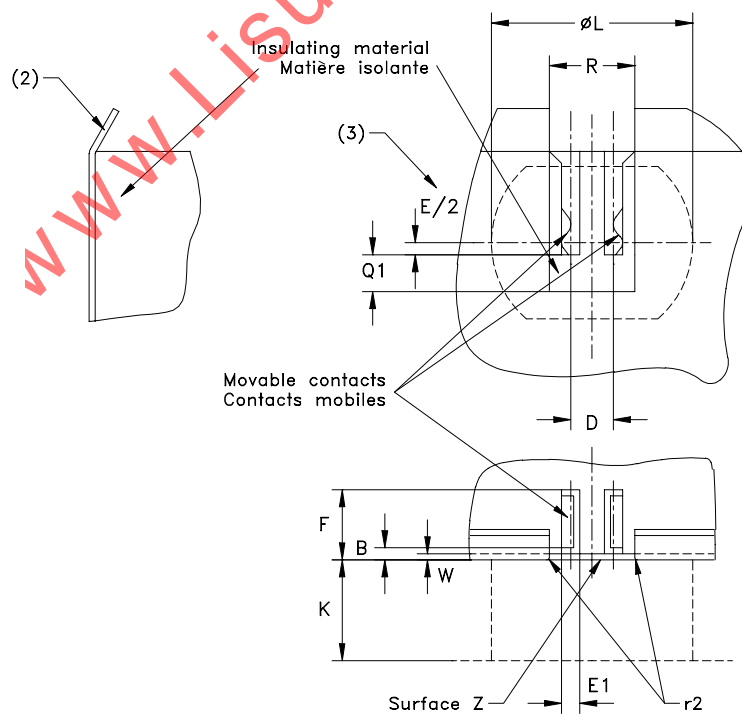 øL
Insulating material
Matière isolante
R
(2)
(3)
E/2
Q1
Movable contacts
Contacts mobiles
D
F
B
W
K
E1
Surface Z
r2
www.Lisu